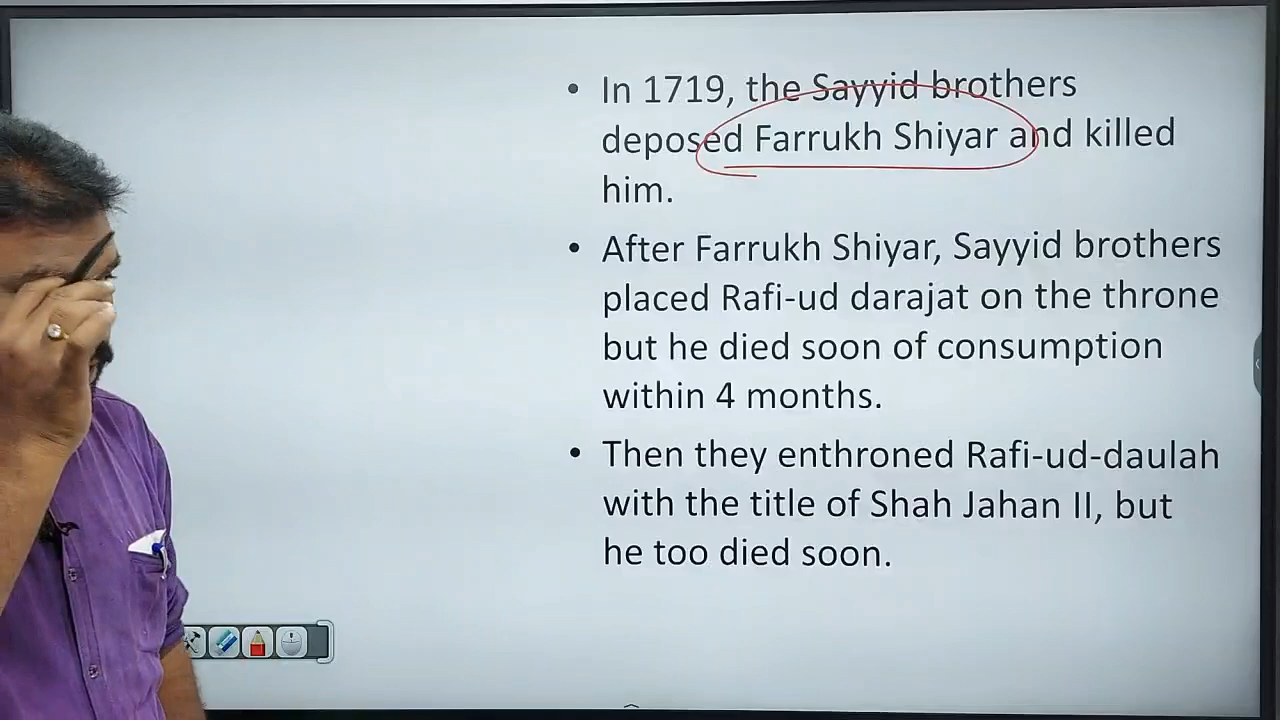 • In 1719, the Sayyid brothers
deposed Farrukh Shiyar and killed
him.
• After Farrukh Shiyar, Sayyid brothers
placed Rafi-ud darajat on the throne
but he died soon of consumption
within 4 months.
• Then they enthroned Rafi-ud-daulah
with the title of Shah Jahan II, but
he too died soon.